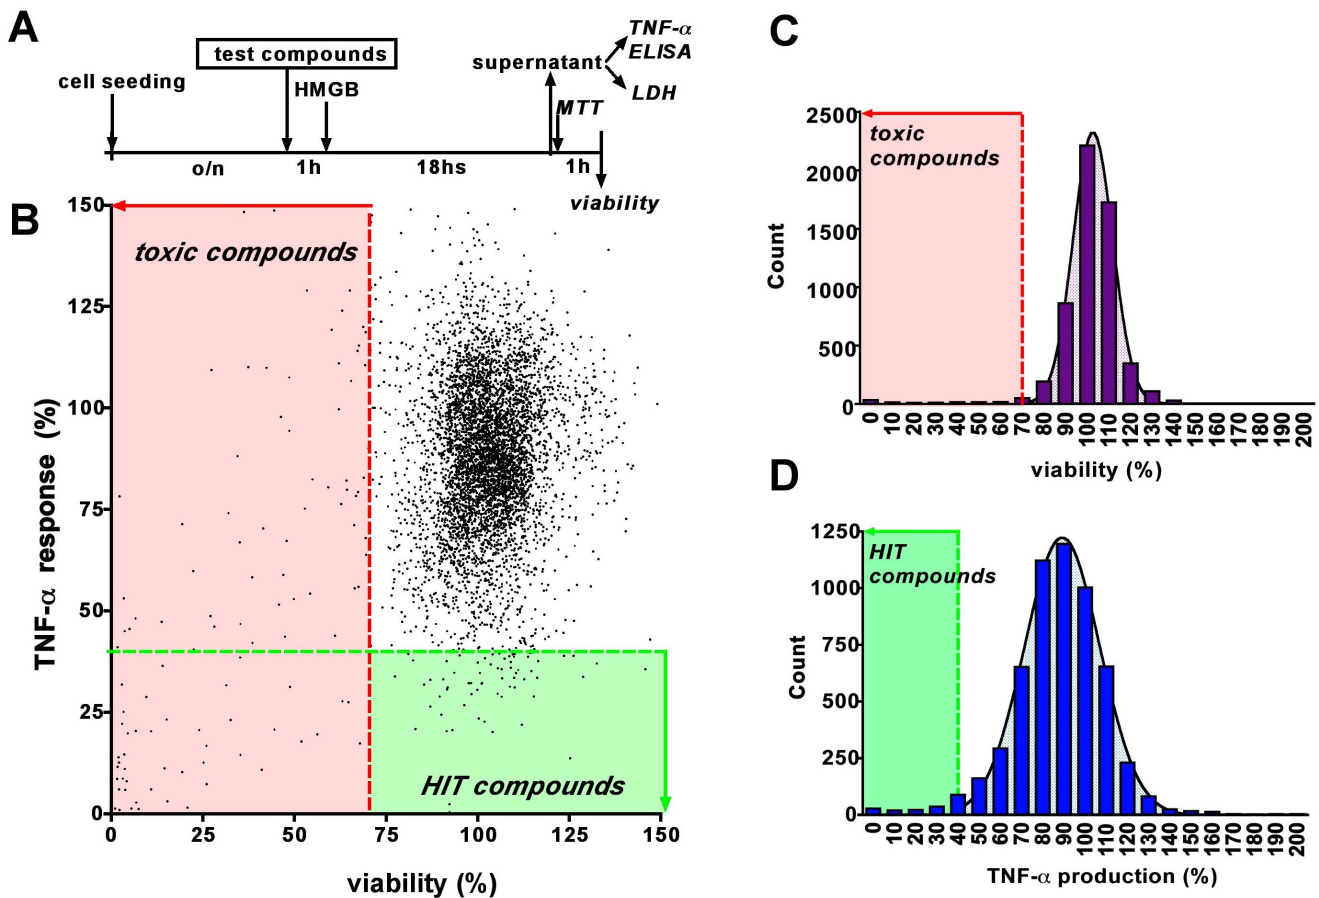 A
cell seeding
test compounds
HMGB
supernatant
TNF-α
ELISA
LDH
MTT
o/n
1h
18hs
1h
viability
B
150
125
100
75
50
25
0
TNF-α response (%)
toxic compounds
HIT compounds
0
25
50
75
100
125
150
viability (%)
C
2500
2000
1500
1000
500
0
Count
toxic
compounds
0
10
20
30
40
50
60
70
80
90
100
110
120
130
140
150
160
170
180
190
200
viability (%)
D
1250
1000
750
500
250
0
Count
HIT
compounds
0
10
20
30
40
50
60
70
80
90
100
110
120
130
140
150
160
170
180
190
200
TNF-α production (%)